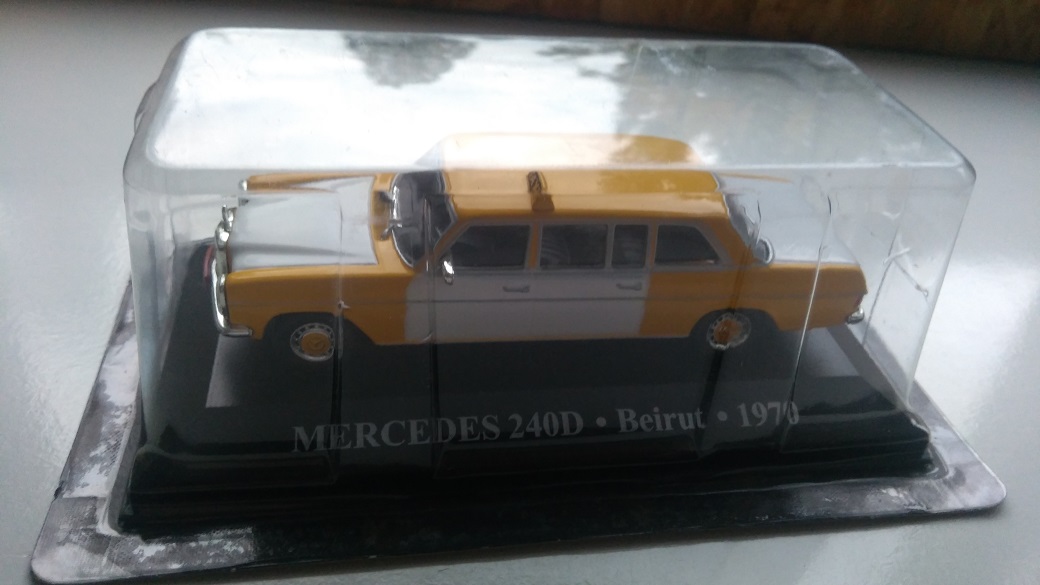 MERCEDES 240D • Beirut • 1970